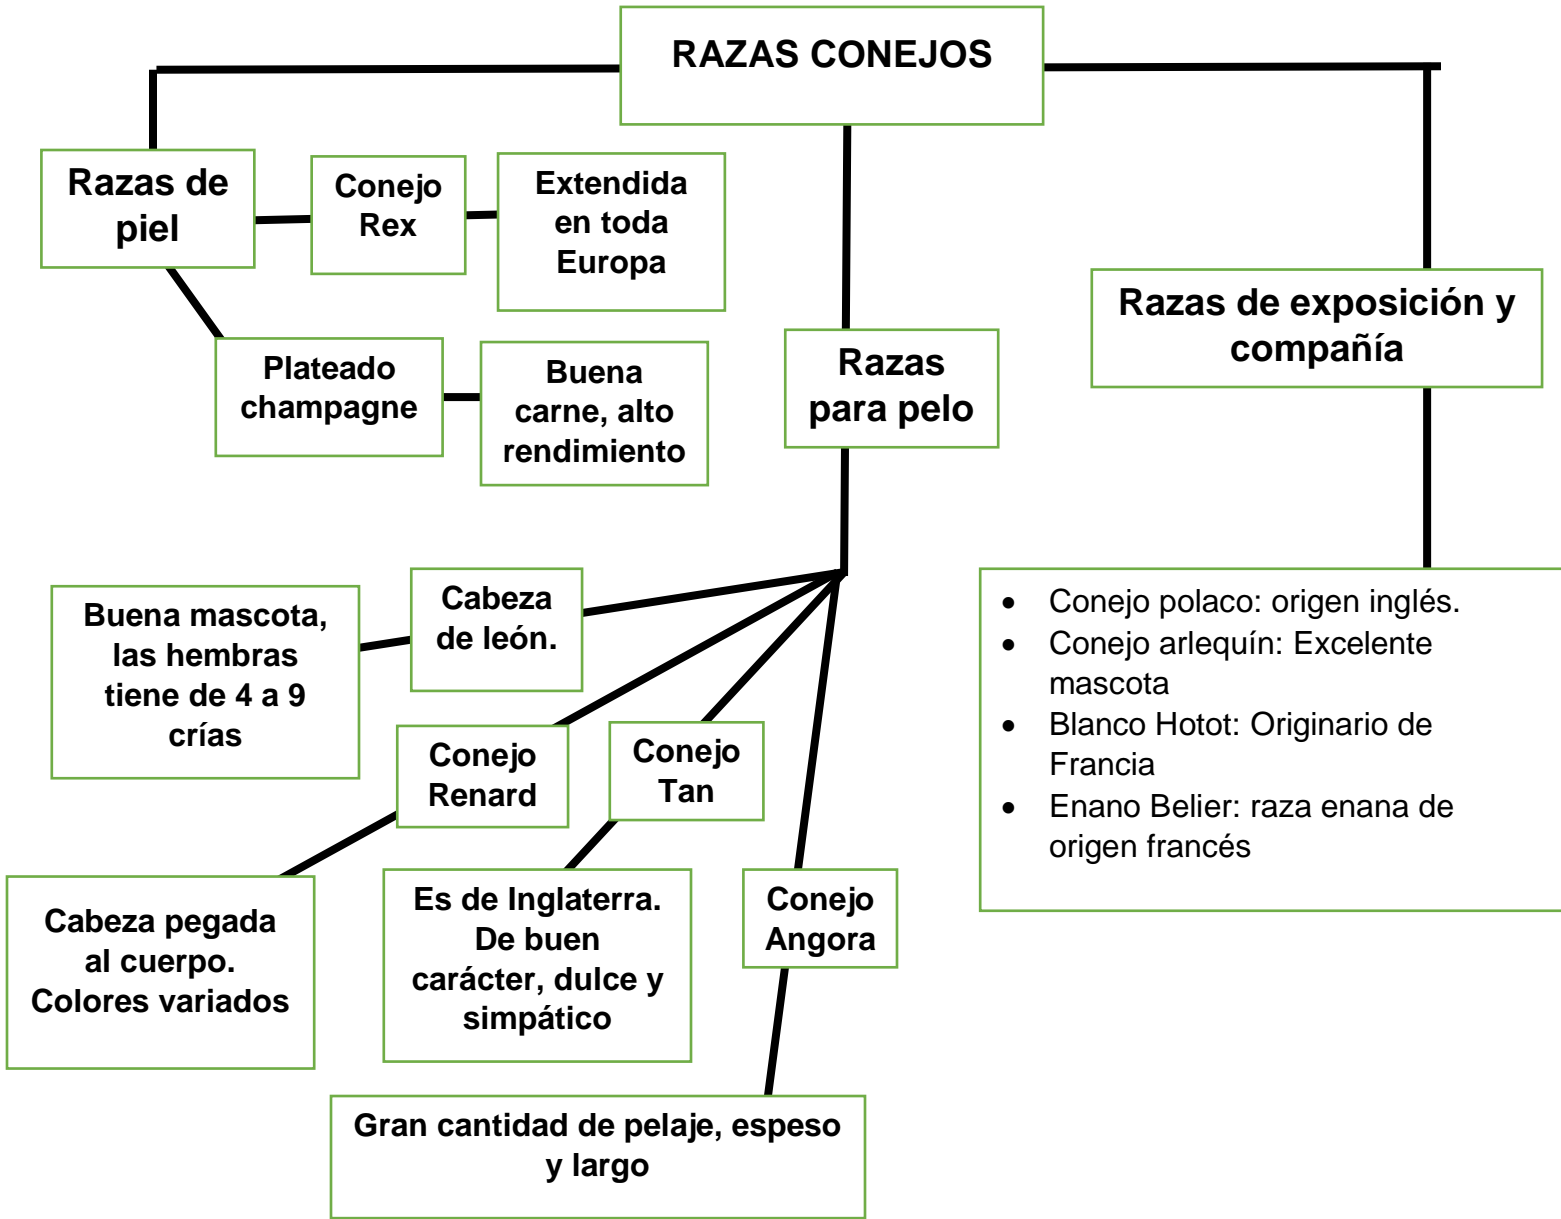 RAZAS CONEJOS
Razas de
piel
Conejo
Rex
Extendida
en toda
Europa
Plateado
champagne
Buena
carne, alto
rendimiento
Razas
para pelo
Cabeza
de león.
Buena mascota,
las hembras
tiene de 4 a 9
crías
Conejo
Renard
Cabeza pegada
al cuerpo.
Colores variados
Conejo
Tan
Es de Inglaterra.
De buen
carácter, dulce y
simpático
Conejo
Angora
Gran cantidad de pelaje, espeso
y largo
Razas de exposición y
compañía
• Conejo polaco: origen inglés.
• Conejo arlequín: Excelente
mascota
• Blanco Hotot: Originario de
Francia
• Enano Belier: raza enana de
origen francés